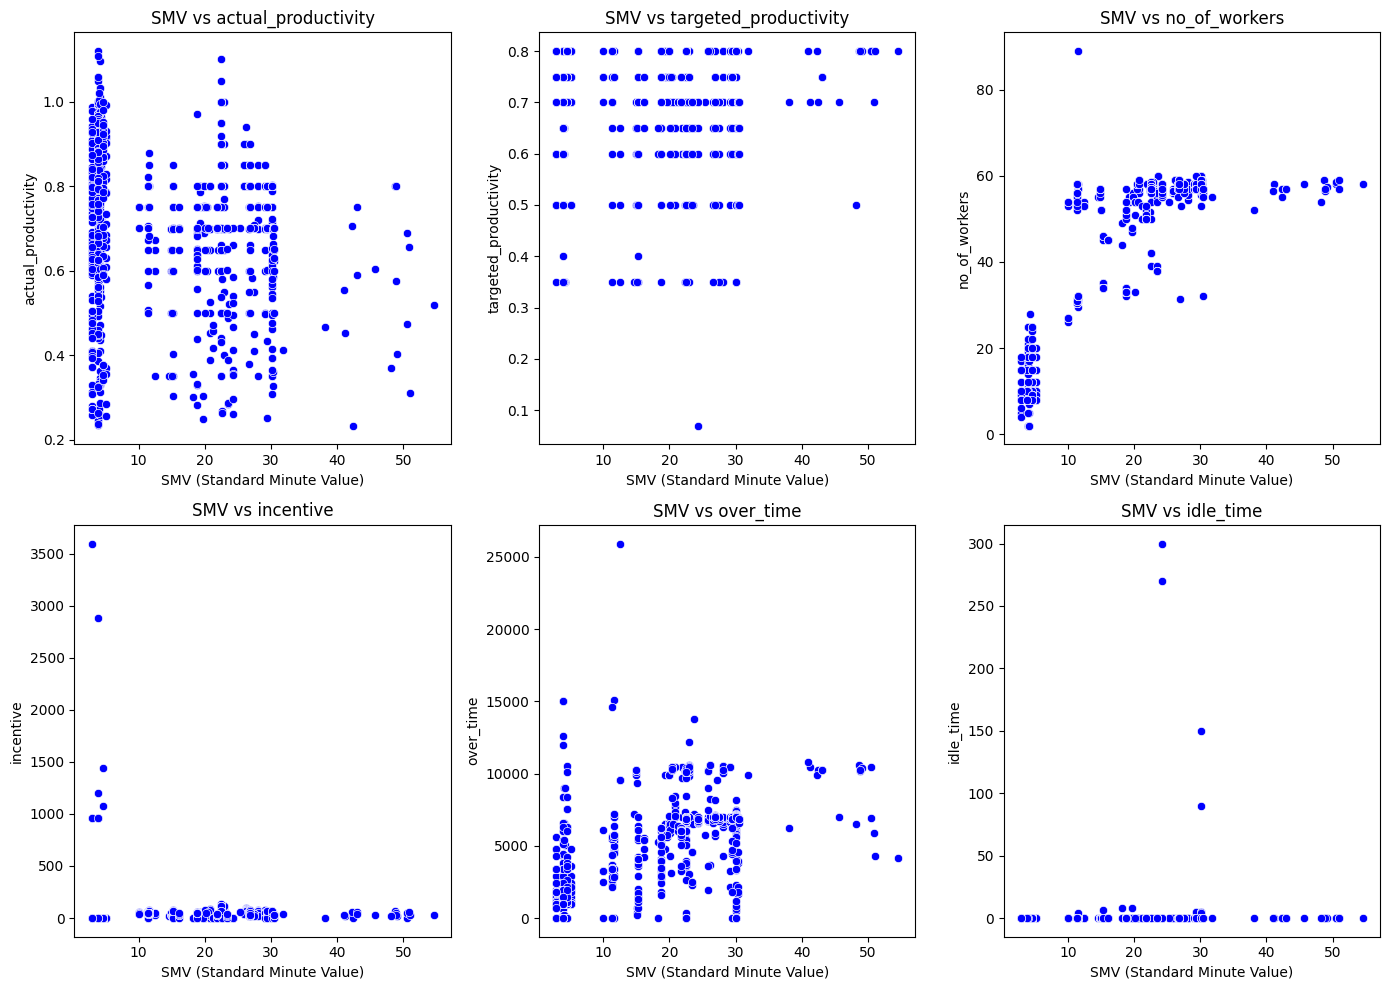 SMV vs actual_productivity
1.0
0.8
0.6
0.4
0.2
actual_productivity
10 20 30 40 50
SMV (Standard Minute Value)
SMV vs targeted_productivity
0.8
0.7
0.6
0.5
0.4
0.3
0.2
0.1
targeted_productivity
10 20 30 40 50
SMV (Standard Minute Value)
SMV vs no_of_workers
80
60
40
20
0
no_of_workers
10 20 30 40 50
SMV (Standard Minute Value)
SMV vs incentive
3500
3000
2500
2000
1500
1000
500
0
incentive
10 20 30 40 50
SMV (Standard Minute Value)
SMV vs over_time
25000
20000
15000
10000
5000
0
over_time
10 20 30 40 50
SMV (Standard Minute Value)
SMV vs idle_time
300
250
200
150
100
50
0
idle_time
10 20 30 40 50
SMV (Standard Minute Value)